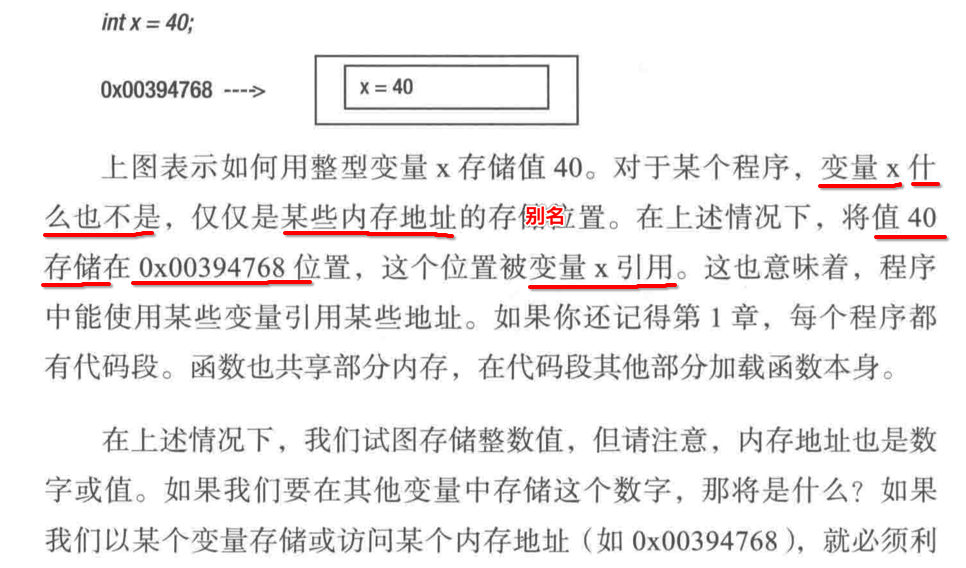 int x = 40;
0x00394768 ---->
x = 40
上图表示如何用整型变量 x 存储值 40。对于某个程序，变量 x 什
么也不是，仅仅是某些内存地址的存储位置。在上述情况下，将值 40
别名
存储在 0x00394768 位置，这个位置被变量 x 引用。这也意味着，程序
中能使用某些变量引用某些地址。如果你还记得第 1 章，每个程序都
有代码段。函数也共享部分内存，在代码段其他部分加载函数本身。
在上述情况下，我们试图存储整数值，但请注意，内存地址也是数
字或值。如果我们要在其他变量中存储这个数字，那将是什么？如果
我们以某个变量存储或访问某个内存地址（如 0x00394768），就必须利